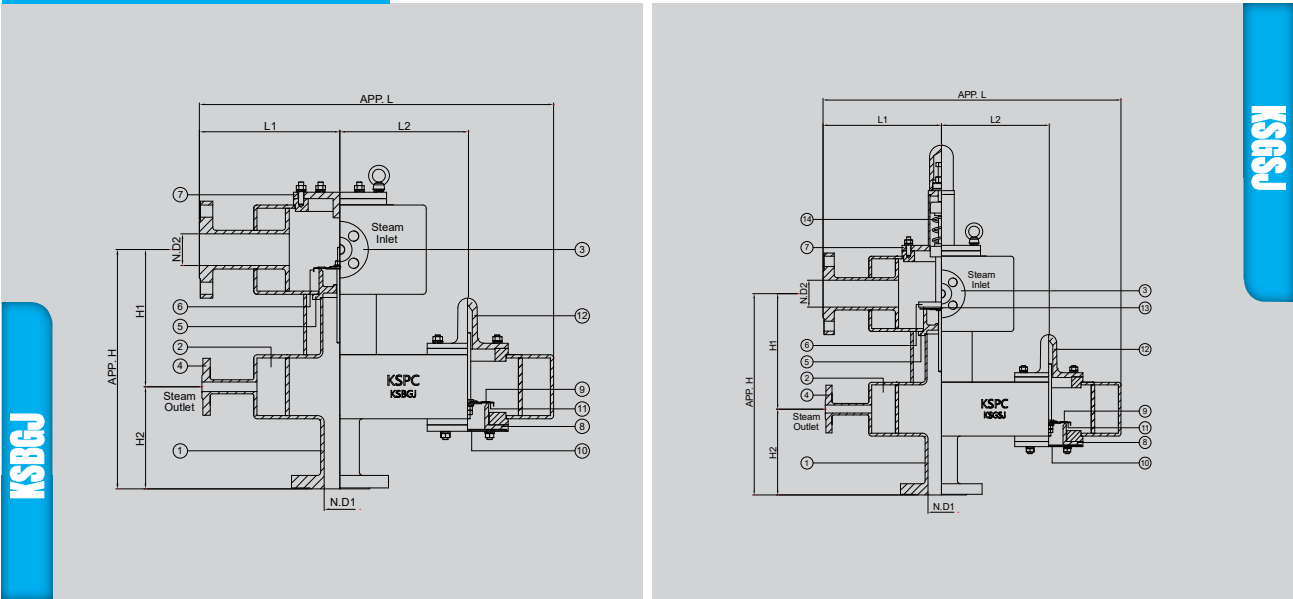 APP. L
L1
L2
7
Steam
Inlet
3
N.D2
H1
APP. H
6
5
12
2
4
KSPC
KSBGJ
9
Steam
Outlet
11
8
H2
1
10
N.D1
KSBGJ
APP. L
L1
L2
14
7
Steam
Inlet
3
N.D2
13
H1
APP. H
6
5
12
2
4
KSPC
KSGSJ
9
Steam
Outlet
11
8
H2
1
10
N.D1
KSGSJ